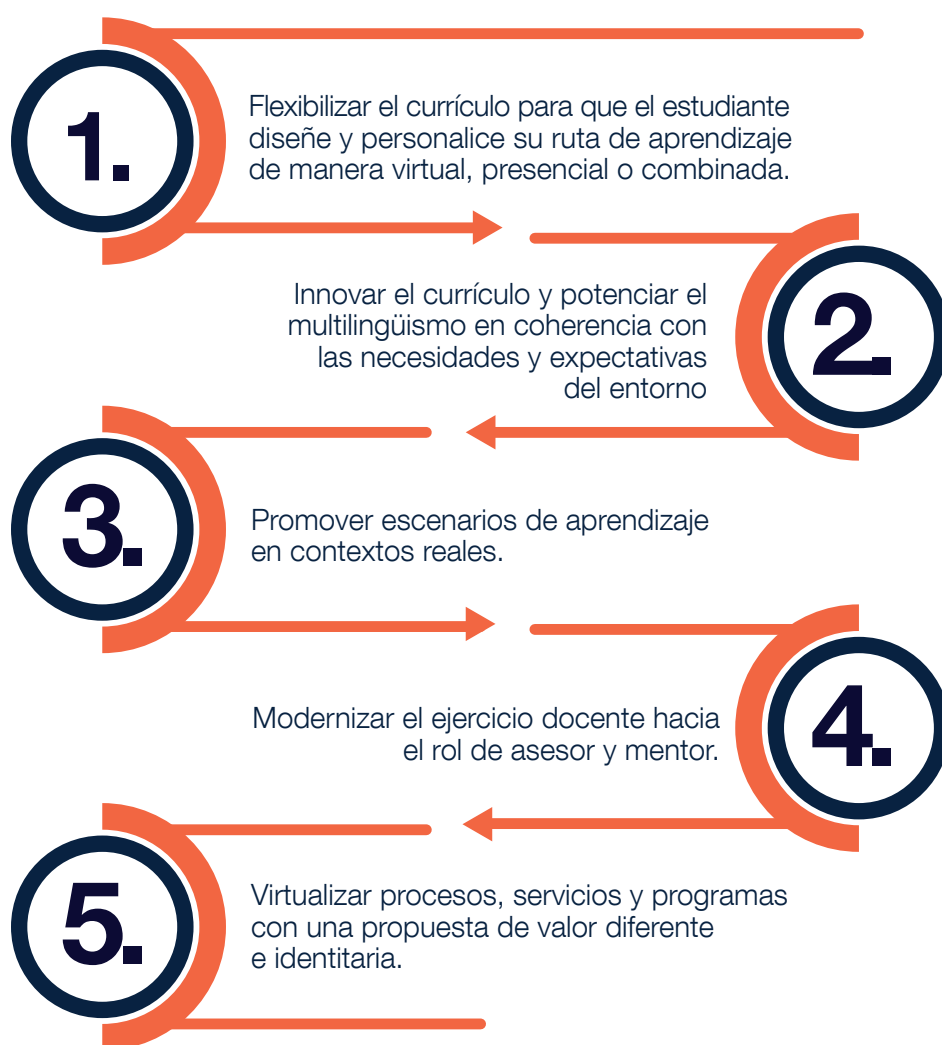 1.
Flexibilizar el currículo para que el estudiante
diseñe y personalice su ruta de aprendizaje
de manera virtual, presencial o combinada.
2.
Innovar el currículo y potenciar el
multilingüismo en coherencia con
las necesidades y expectativas
del entorno
3.
Promover escenarios de aprendizaje
en contextos reales.
4.
Modernizar el ejercicio docente hacia
el rol de asesor y mentor.
5.
Virtualizar procesos, servicios y programas
con una propuesta de valor diferente
e identitaria.